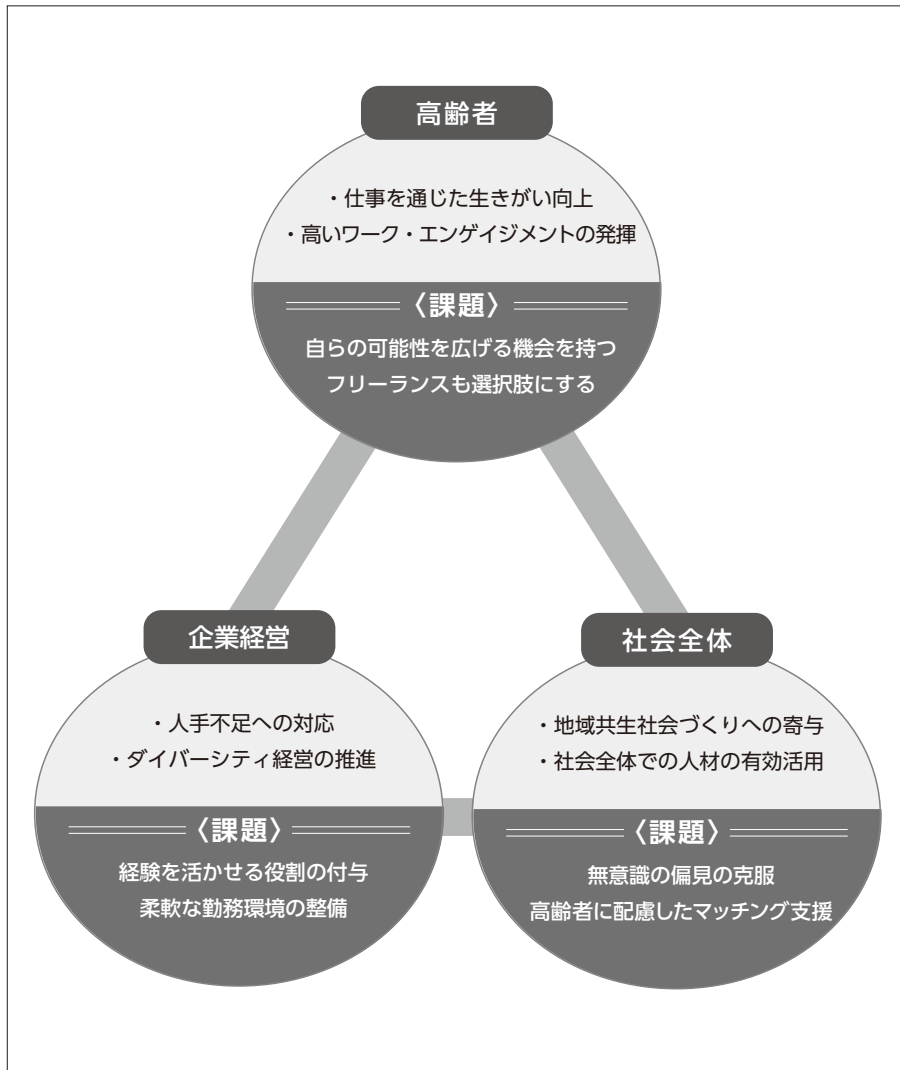 高齢者
・仕事を通じた生きがい向上
・高いワーク・エンゲイジメントの発揮
〈課題〉
自らの可能性を広げる機会を持つ
フリーランスも選択肢にする
企業経営
・人手不足への対応
・ダイバーシティ経営の推進
〈課題〉
経験を活かせる役割の付与
柔軟な勤務環境の整備
社会全体
・地域共生社会づくりへの寄与
・社会全体での人材の有効活用
〈課題〉
無意識の偏見の克服
高齢者に配慮したマッチング支援